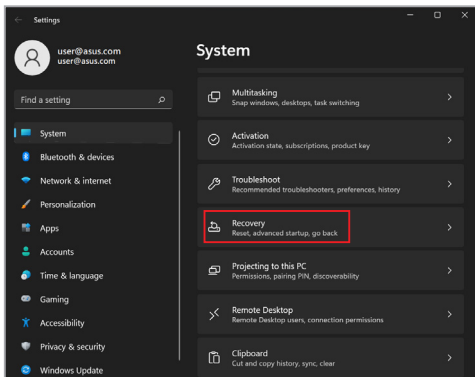 Settings
user@asus.com
user@asus.com
Find a setting
System
Bluetooth & devices
Network & internet
Personalization
Apps
Accounts
Time & language
Gaming
Accessibility
Privacy & security
Windows Update
System
Multitasking
Snap windows, desktops, task switching
Activation
Activation state, subscriptions, product key
Troubleshoot
Recommended troubleshooters, preferences, history
Recovery
Reset, advanced startup, go back
Projecting to this PC
Permissions, pairing PIN, discoverability
Remote Desktop
Remote Desktop users, connection permissions
Clipboard
Cut and copy history, sync, clear